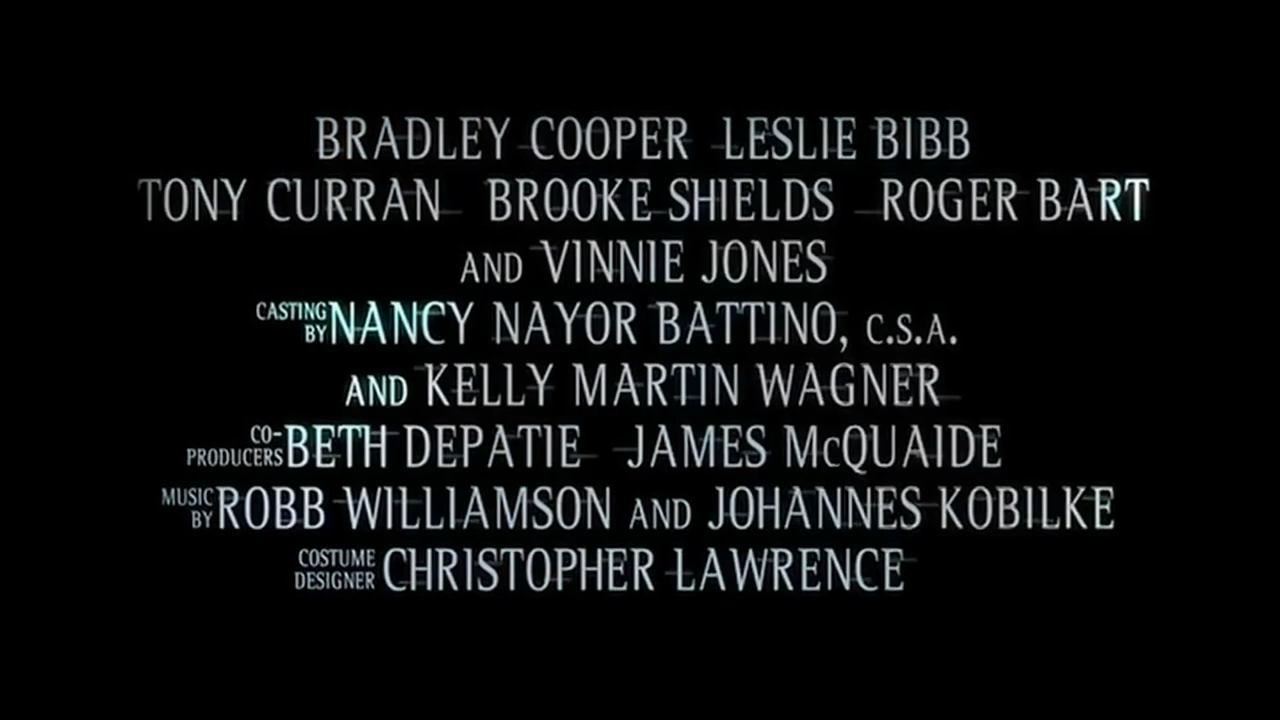 BRADLEY COOPER LESLIE BIBB
TONY CURRAN BROOKE SHIELDS ROGER BART
AND VINNIE JONES
CASTING BY NANCY NAYOR BATTINO, C.S.A.
AND KELLY MARTIN WAGNER
CO-PRODUCERS BETH DEPATIE JAMES McQUAIDE
MUSIC BY ROBB WILLIAMSON AND JOHANNES KOBILKE
COSTUME DESIGNER CHRISTOPHER LAWRENCE